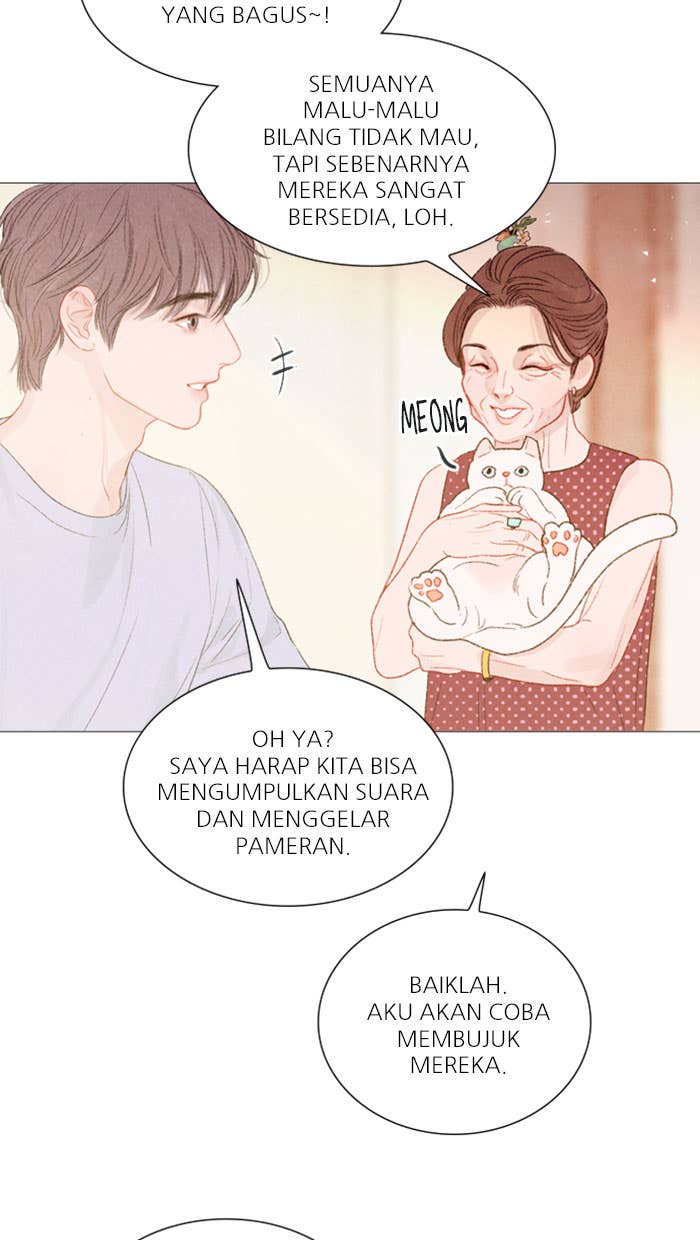 YANG BAGUS~!
SEMUANYA
MALU-MALU
BILANG TIDAK MAU,
TAPI SEBENARNYA
MEREKA SANGAT
BERSEDIA, LOH.
MEONG
OH YA?
SAYA HARAP KITA BISA
MENGUMPULKAN SUARA
DAN MENGGELAR
PAMERAN.
BAIKLAH.
AKU AKAN COBA
MEMBUJUK
MEREKA.